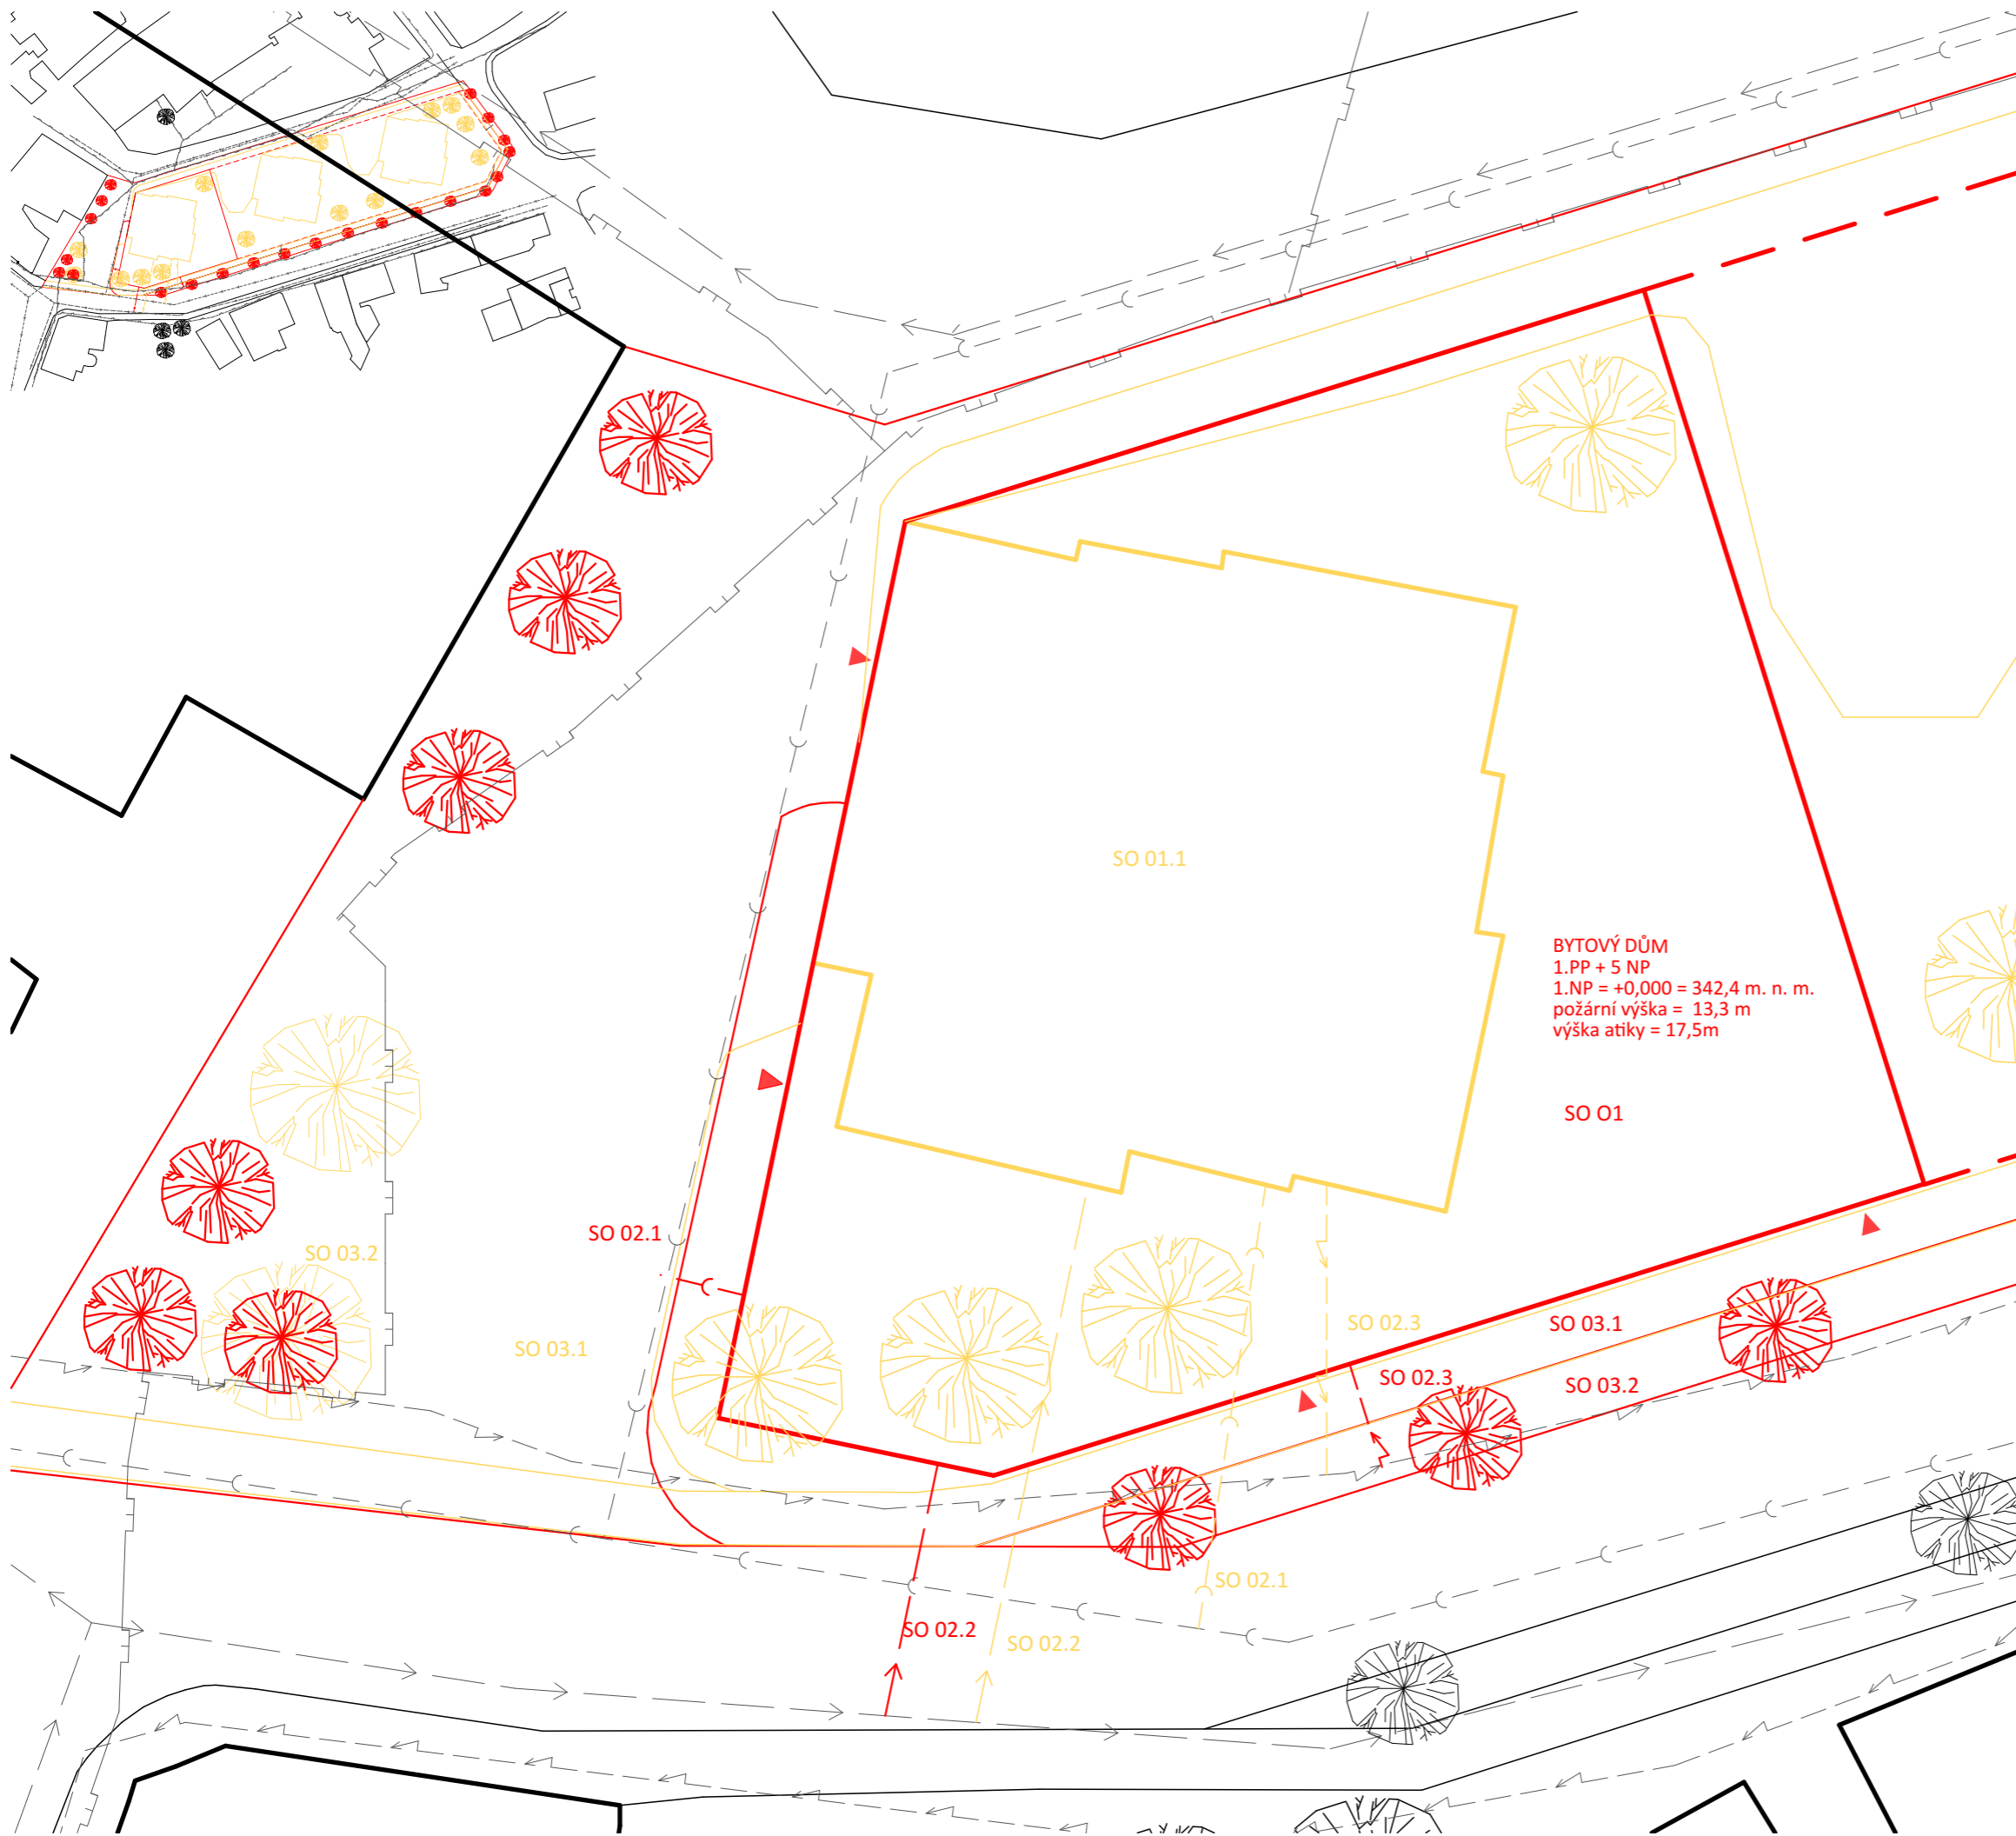 SO 01.1
BYTOVÝ DŮM
1.PP + 5 NP
1.NP = +0,000 = 342,4 m. n. m.
požární výška = 13,3 m
výška atiky = 17,5m
SO O1
SO 02.1
SO 03.2
SO 03.1
SO 02.3
SO 03.1
SO 02.3
SO 03.2
SO 02.1
SO 02.2
SO 02.2